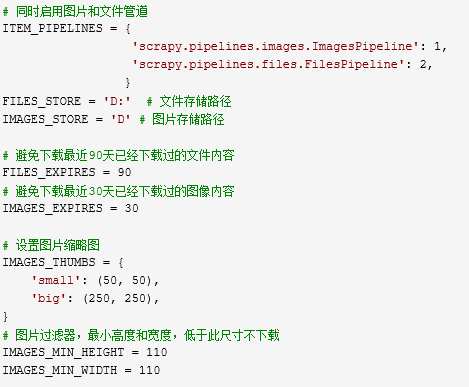 # 同时启用图片和文件管道
ITEM_PIPELINES = {
                  'scrapy.pipelines.images.ImagesPipeline': 1,
                  'scrapy.pipelines.files.FilesPipeline': 2,
                 }
FILES_STORE = 'D:'  # 文件存储路径
IMAGES_STORE = 'D' # 图片存储路径

# 避免下载最近90天已经下载过的文件内容
FILES_EXPIRES = 90
# 避免下载最近30天已经下载过的图像内容
IMAGES_EXPIRES = 30

# 设置图片缩略图
IMAGES_THUMBS = {
    'small': (50, 50),
    'big': (250, 250),
}
# 图片过滤器，最小高度和宽度，低于此尺寸不下载
IMAGES_MIN_HEIGHT = 110
IMAGES_MIN_WIDTH = 110